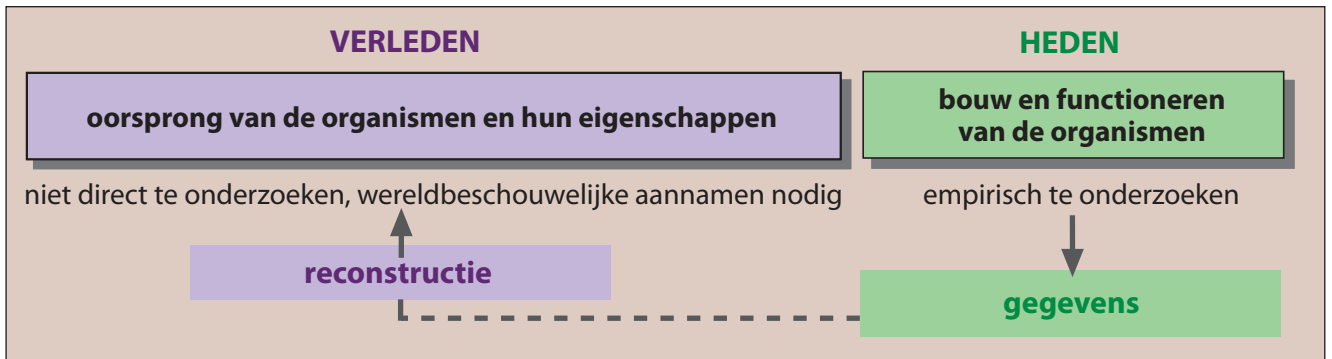 VERLEDEN
oorsprong van de organismen en hun eigenschappen
niet direct te onderzoeken, wereldbeschouwelijke aannamen nodig
reconstructie
HEDEN
bouw en functioneren
van de organismen
empirisch te onderzoeken
gegevens